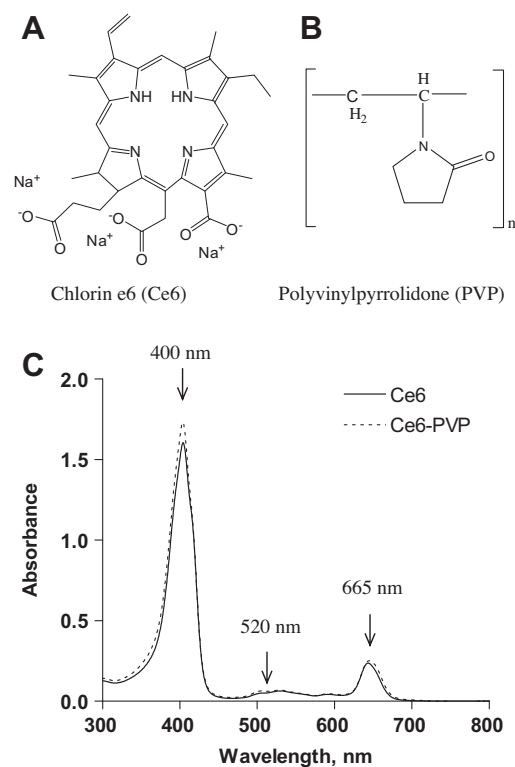 A
B
NH
HN
N
N
Na⁺
⁻O
O
Na⁺
⁻O
O
Na⁺
O
O⁻
C
H₂
H
C
N
O
n
Chlorin e6 (Ce6)
Polyvinylpyrrolidone (PVP)
C
400 nm
520 nm
665 nm
Ce6
Ce6-PVP
Absorbance
2.0
1.5
1.0
0.5
0.0
300 400 500 600 700 800
Wavelength, nm